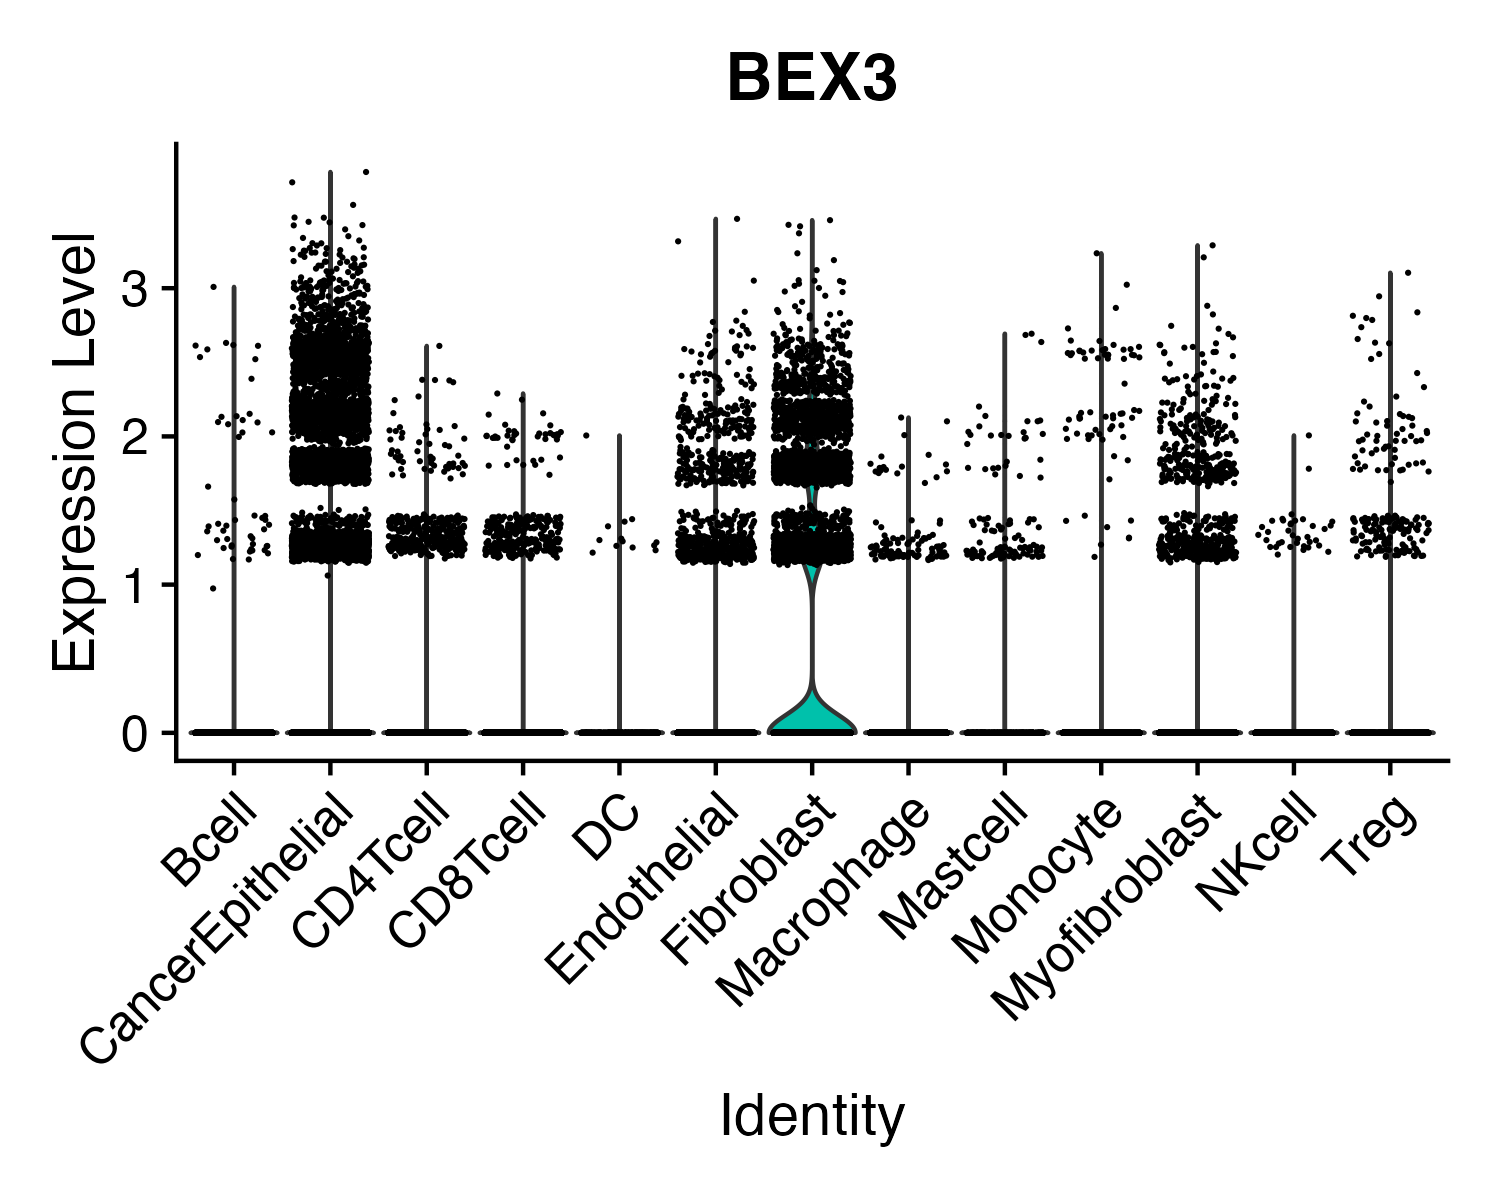 BEX3
Expression Level
3
2
1
0
Bcell
CancerEpithelial
CD4Tcell
CD8Tcell
DC
Endothelial
Fibroblast
Macrophage
Mastcell
Monocyte
Myofibroblast
NKcell
Treg
Identity